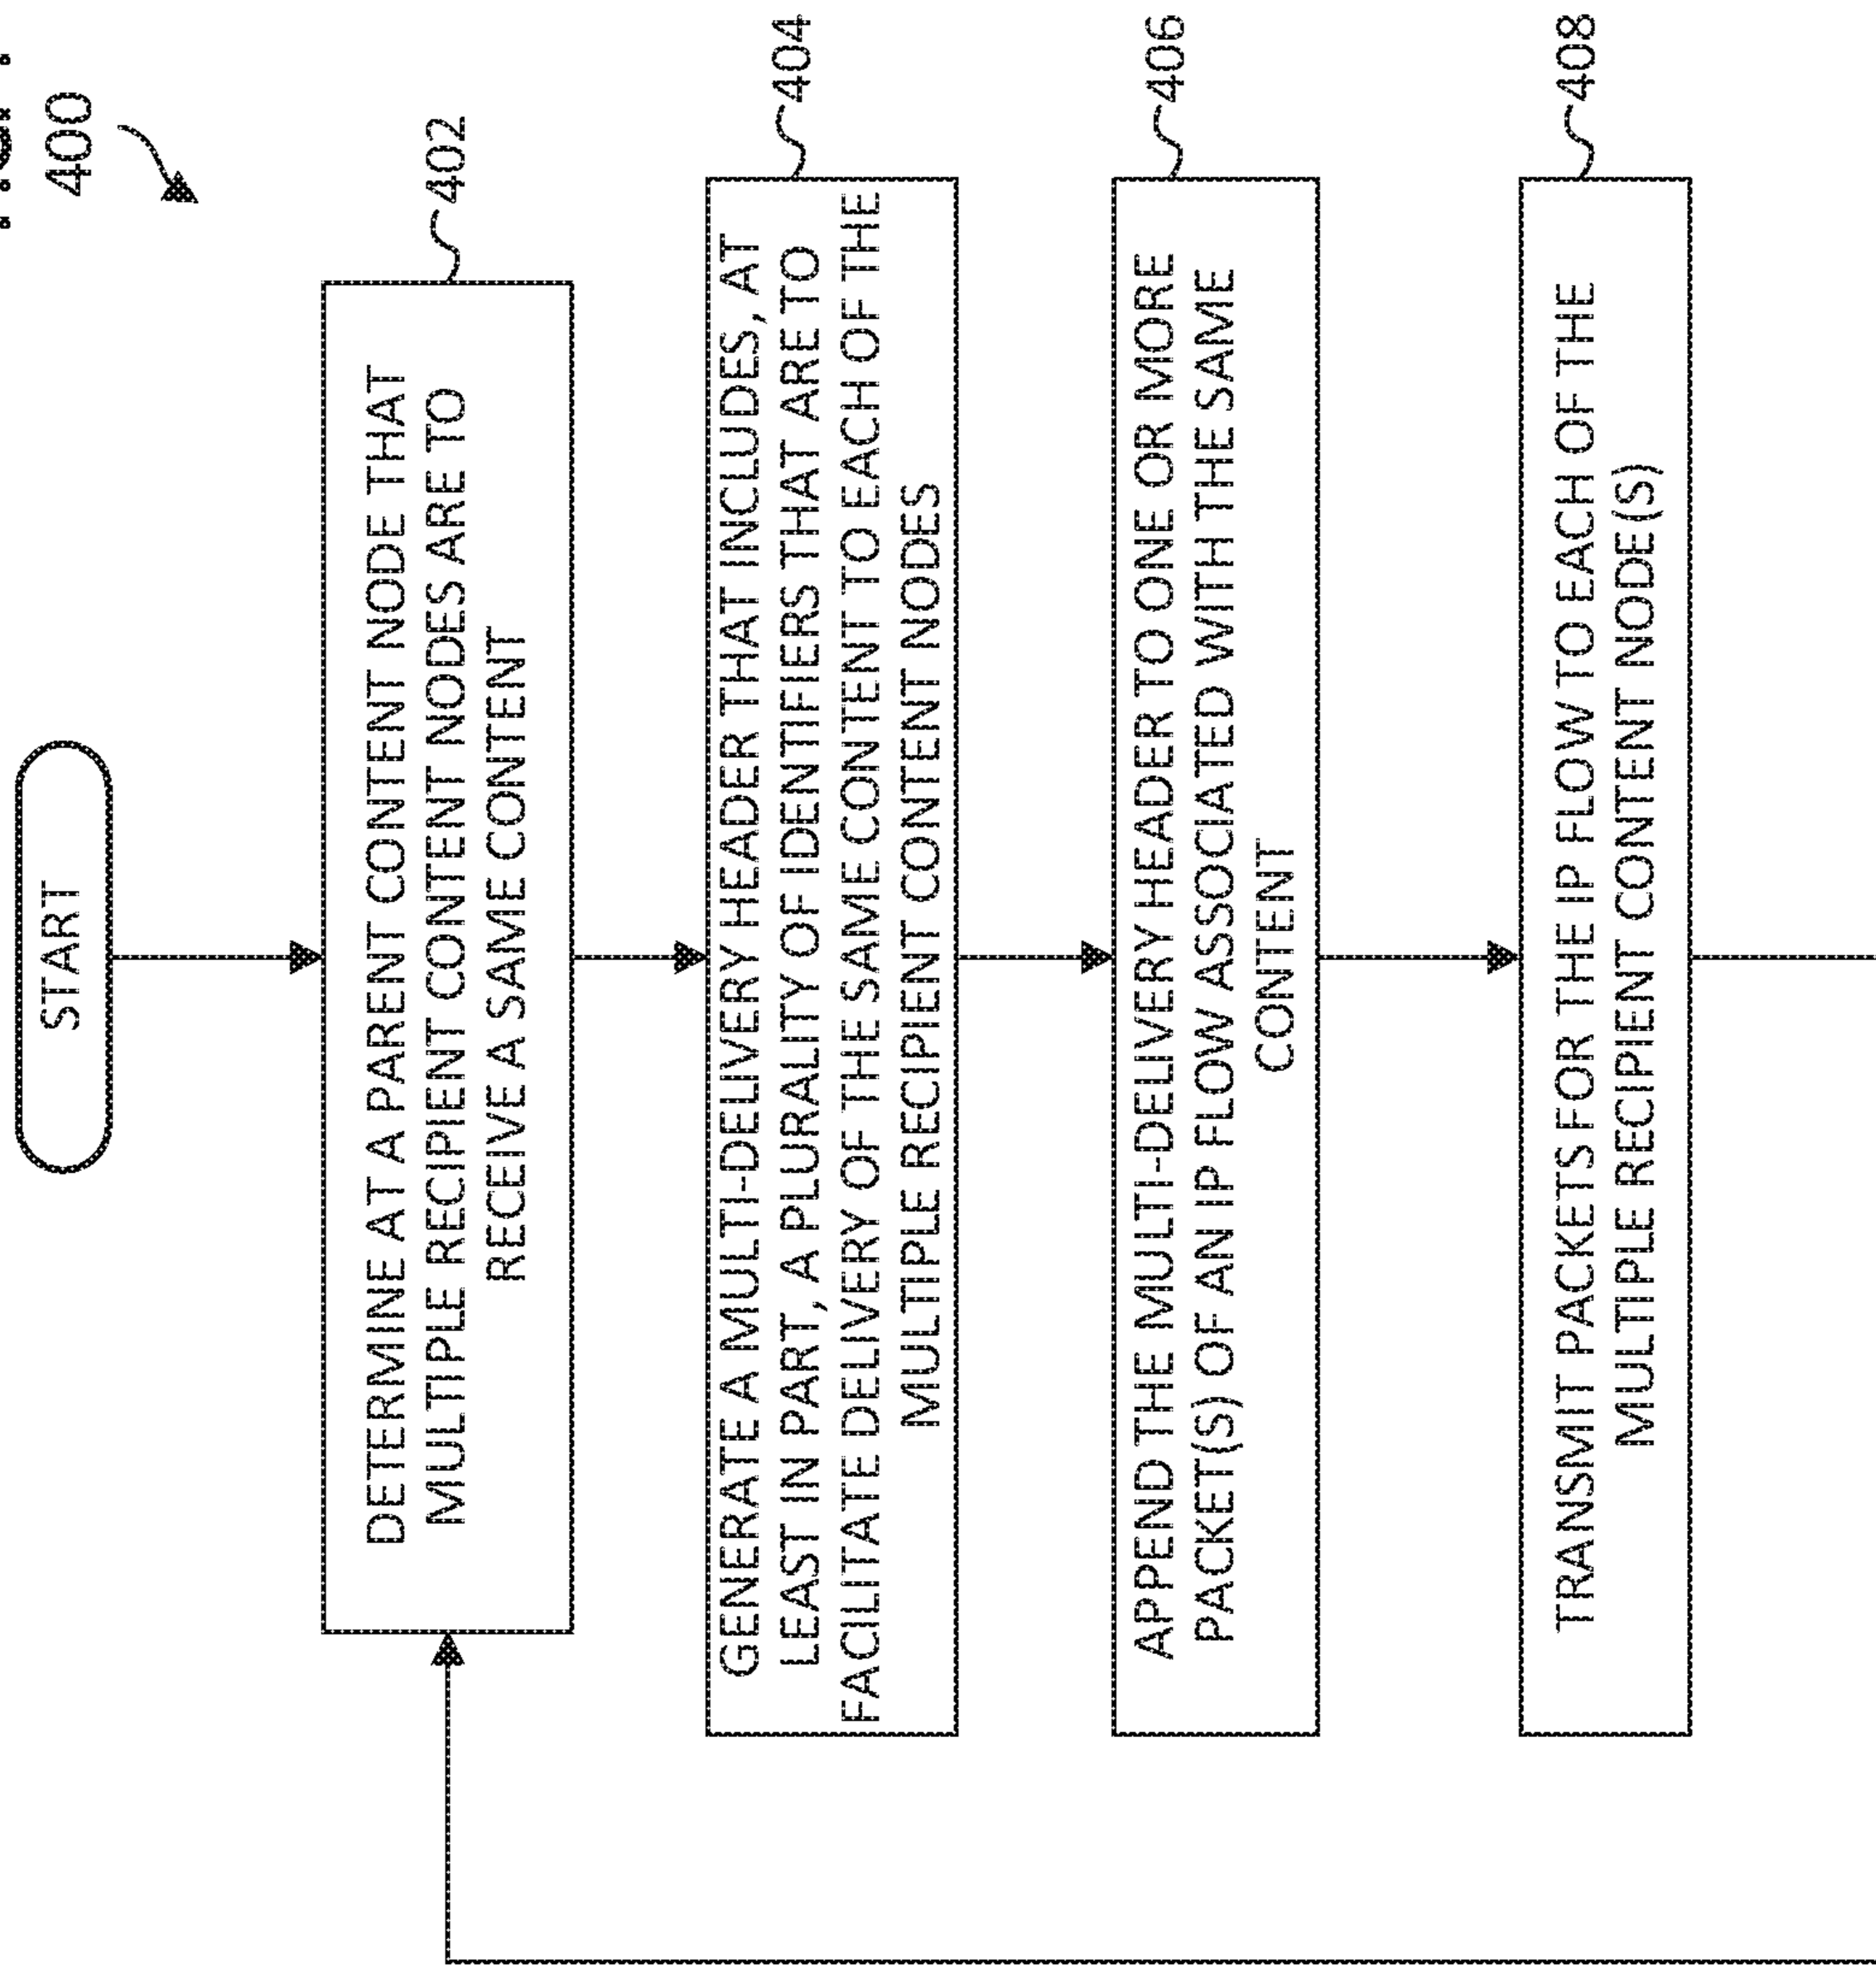 400
START
DETERMINE AT A PARENT CONTENT NODE THAT
MULTIPLE RECIPIENT CONTENT NODES ARE TO
RECEIVE A SAME CONTENT
402
GENERATE A MULTI-DELIVERY HEADER THAT INCLUDES, AT
LEAST IN PART, A PLURALITY OF IDENTIFIERS THAT ARE TO
FACILITATE DELIVERY OF THE SAME CONTENT TO EACH OF THE
MULTIPLE RECIPIENT CONTENT NODES
404
APPEND THE MULTI-DELIVERY HEADER TO ONE OR MORE
PACKET(S) OF AN IP FLOW ASSOCIATED WITH THE SAME
CONTENT
406
TRANSMIT PACKETS FOR THE IP FLOW TO EACH OF THE
MULTIPLE RECIPIENT CONTENT NODE(S)
408